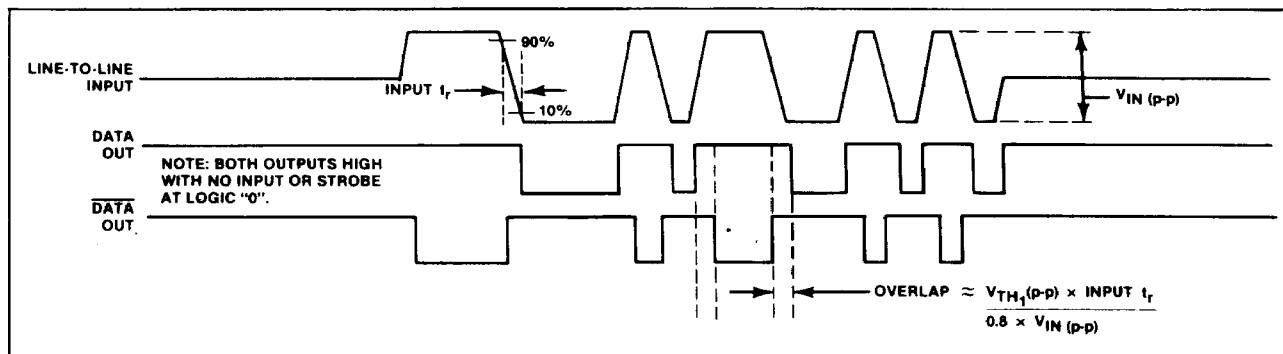 90%
LINE-TO-LINE
INPUT
INPUT tr
10%
VIN (p-p)
DATA
OUT
NOTE: BOTH OUTPUTS HIGH
WITH NO INPUT OR STROBE
AT LOGIC "0".
DATA
OUT
OVERLAP ≈ VTH1(p-p) × INPUT tr
0.8 × VIN (p-p)